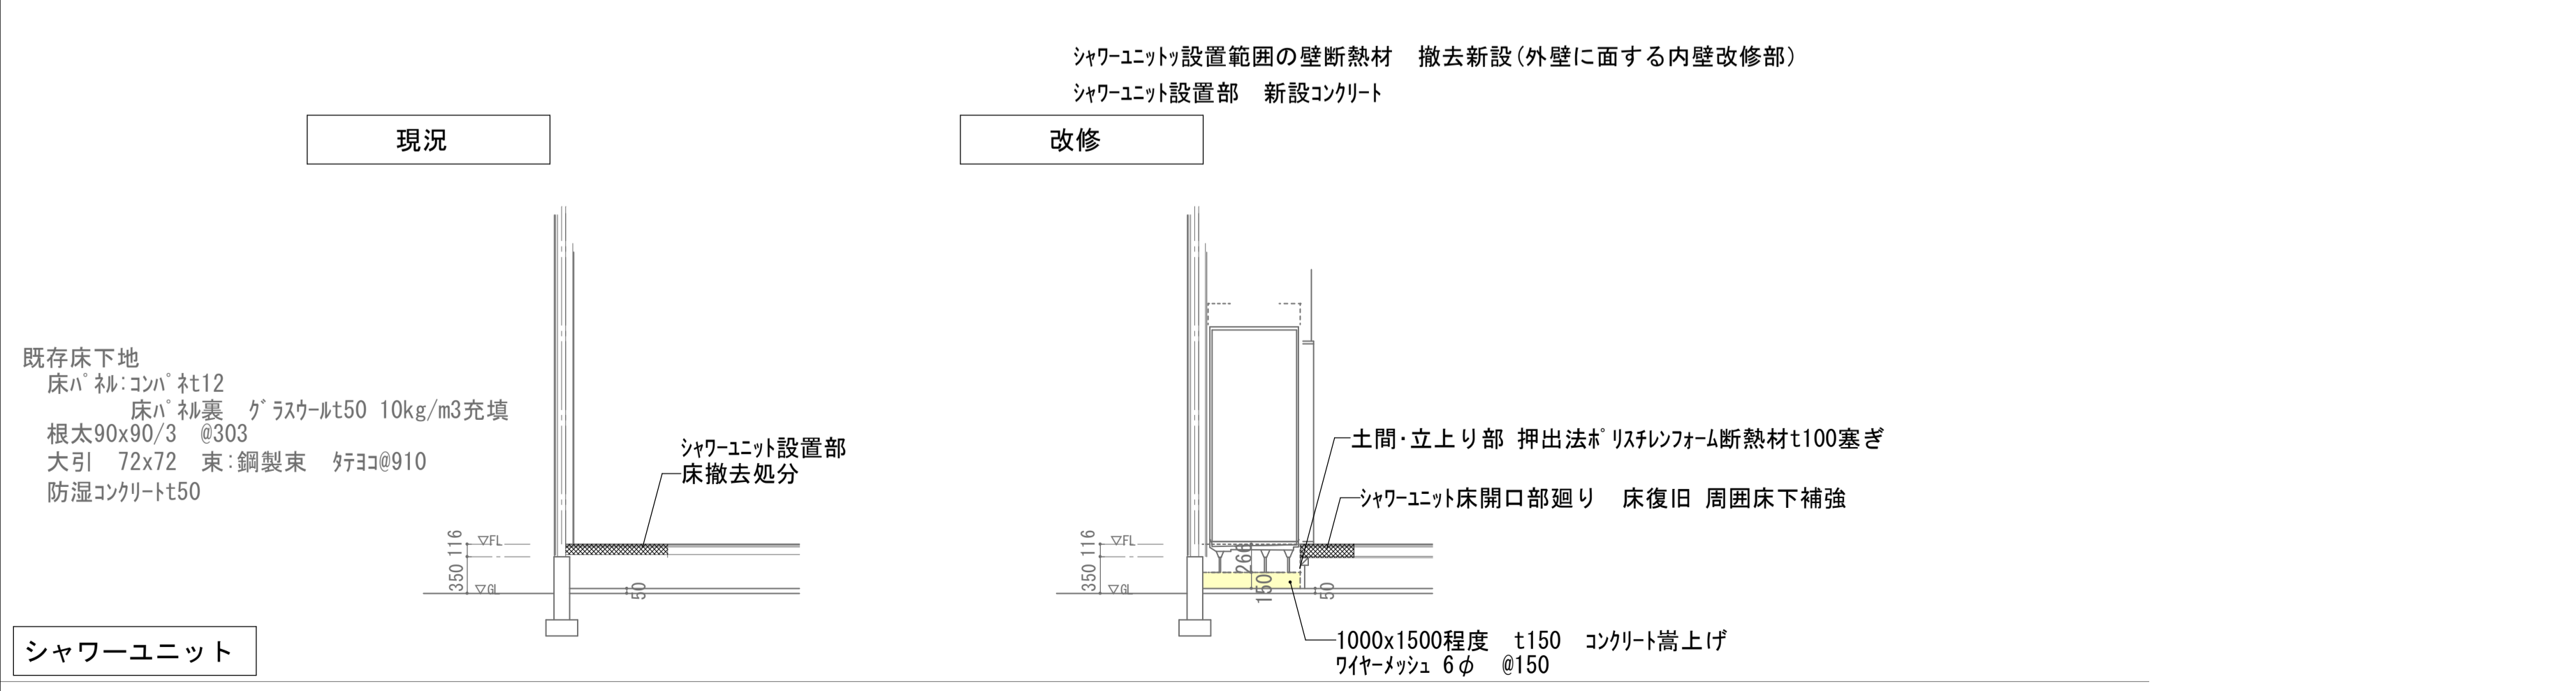 ｼｬﾜｰﾕﾆｯﾄｯ設置範囲の壁断熱材　撤去新設(外壁に面する内壁改修部)
ｼｬﾜｰﾕﾆｯﾄ設置部　新設ｺﾝｸﾘｰﾄ
現況
改修
既存床下地
床ﾊﾟﾈﾙ:ｺﾝﾊﾟﾈt12
床ﾊﾟﾈﾙ裏　ｸﾞﾗｽｳｰﾙt50 10kg/m3充填
根太90x90/3　@303
大引　72x72　束:鋼製束　ﾀﾃﾖｺ@910
防湿ｺﾝｸﾘｰﾄt50
ｼｬﾜｰﾕﾆｯﾄ設置部
床撤去処分
116
▽FL
350
▽GL
50
土間･立上り部 押出法ﾎﾟﾘｽﾁﾚﾝﾌｫｰﾑ断熱材t100塞ぎ
ｼｬﾜｰﾕﾆｯﾄ床開口部廻り　床復旧 周囲床下補強
116
▽FL
350
▽GL
266
150
50
1000x1500程度　t150　ｺﾝｸﾘｰﾄ嵩上げ
ﾜｲﾔｰﾒｯｼｭ 6φ　@150
シャワーユニット